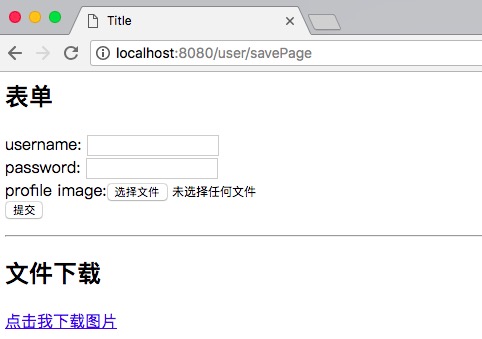 Title
localhost:8080/user/savePage
表单
username:
password:
profile image: 选择文件 未选择任何文件
提交
文件下载
点击我下载图片